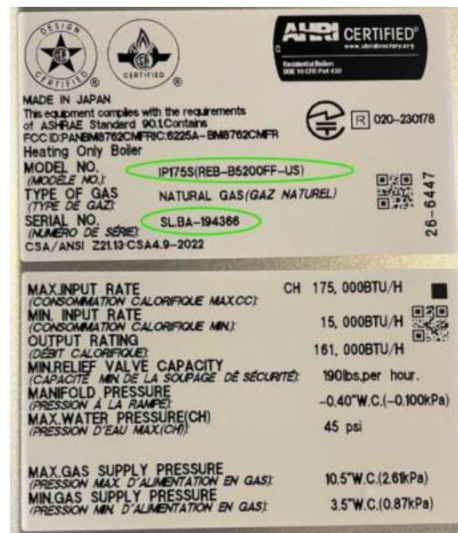 DESIGN
CERTIFIED
CERTIFIED
AHRI CERTIFIED®
www.ahridirectory.org
Residential Boilers
DOE 10 CFR Part 430
MADE IN JAPAN
This equipment complies with the requirements
of ASHRAE Standard 90.1.Contains
FCC ID:PANBM8762CMFRIC:6225A-BM8762CMFR
R 020-230178
Heating Only Boiler
MODEL NO. IP175S(REB-B5200FF-US)
(MODÈLE NO.):
TYPE OF GAS NATURAL GAS(GAZ NATUREL)
(TYPE DE GAZ):
SERIAL NO. SL.BA-194366
(NUMÉRO DE SÉRIE):
CSA/ANSI Z21.13·CSA4.9-2022
26-6447
MAX.INPUT RATE CH 175, 000BTU/H
(CONSOMMATION CALORIFIQUE MAX.CC):
MIN. INPUT RATE 15, 000BTU/H
(CONSOMMATION CALORIFIQUE MIN.):
OUTPUT RATING 161, 000BTU/H
(DÉBIT CALORIFIQUE):
MIN.RELIEF VALVE CAPACITY 190lbs.per hour.
(CAPACITÉ MIN. DE LA SOUPAGE DE SÉCURITÉ):
MANIFOLD PRESSURE -0.40"W.C.(-0.100kPa)
(PRESSION À LA RAMPE):
MAX.WATER PRESSURE(CH) 45 psi
(PRESSION D'EAU MAX.(CH)):
MAX.GAS SUPPLY PRESSURE 10.5"W.C.(2.61kPa)
(PRESSION MAX. D'ALIMENTATION EN GAS):
MIN.GAS SUPPLY PRESSURE 3.5"W.C.(0.87kPa)
(PRESSION MIN. D'ALIMENTATION EN GAS):